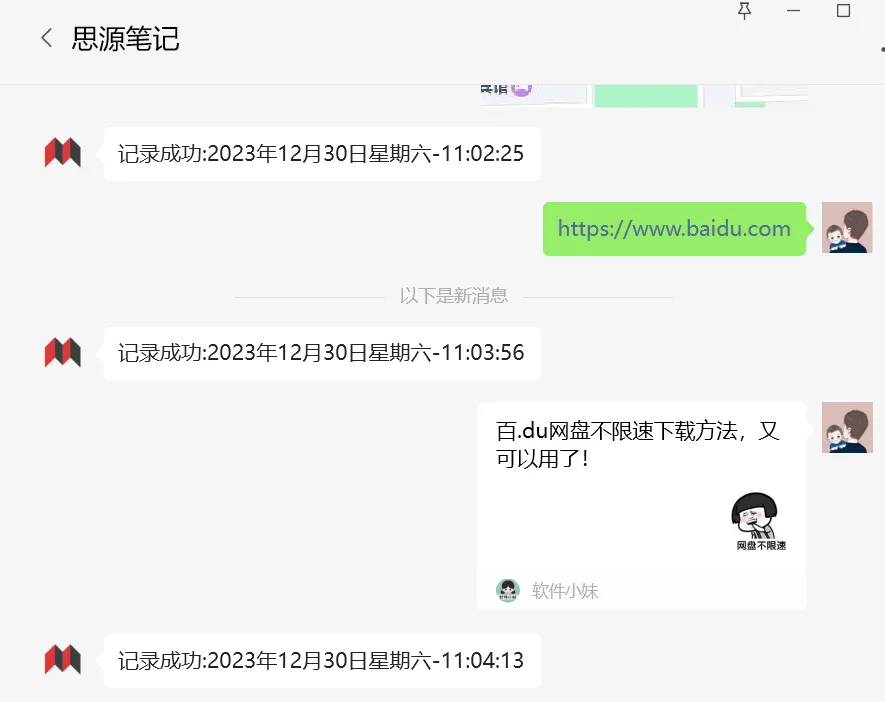 思源笔记
宾馆
记录成功:2023年12月30日星期六-11:02:25
https://www.baidu.com
以下是新消息
记录成功:2023年12月30日星期六-11:03:56
百.du网盘不限速下载方法，又
可以用了！
网盘不限速
软件小妹
记录成功:2023年12月30日星期六-11:04:13